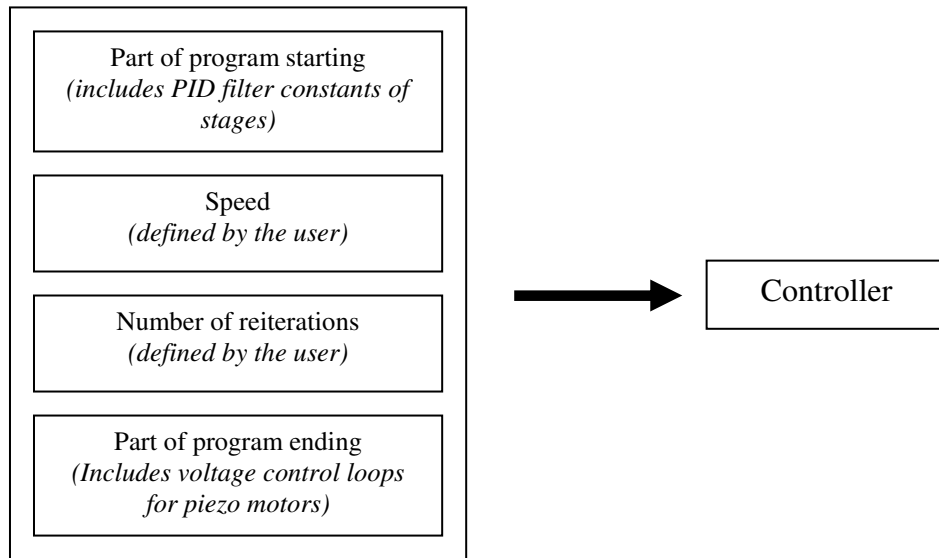 Part of program starting
(includes PID filter constants of
stages)
Speed
(defined by the user)
Number of reiterations
(defined by the user)
Part of program ending
(Includes voltage control loops
for piezo motors)
Controller